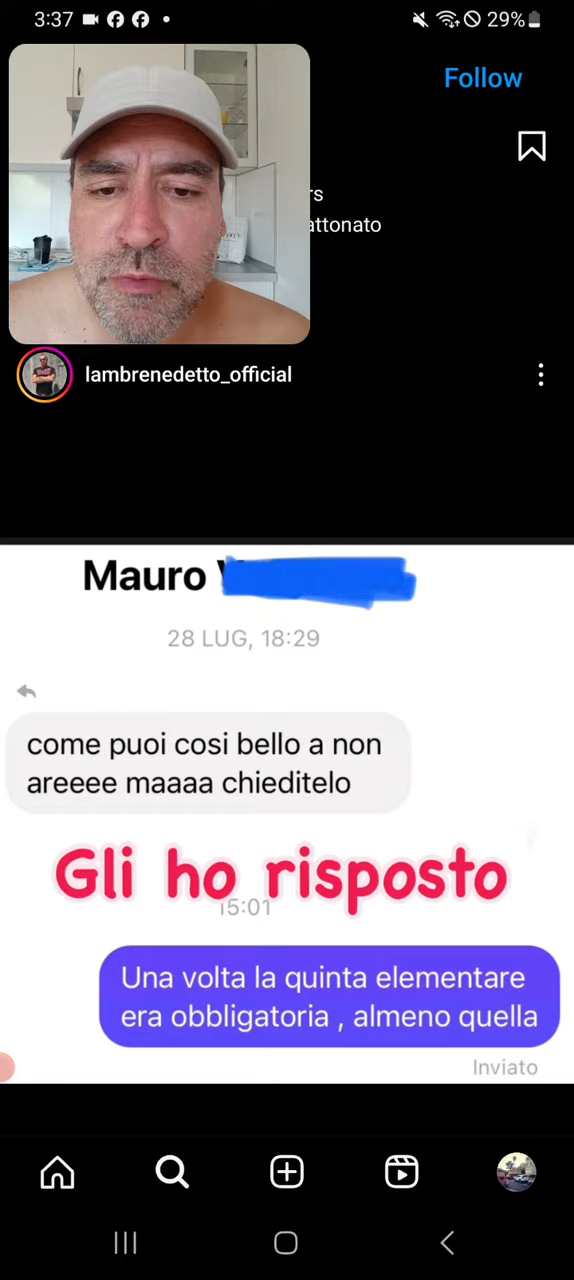 3:37
29%
Follow
rs
attonato
lambrenedetto_official
Mauro
28 LUG, 18:29
come puoi cosi bello a non
areeee maaaa chieditelo
Gli ho risposto
15:01
Una volta la quinta elementare
era obbligatoria , almeno quella
Inviato